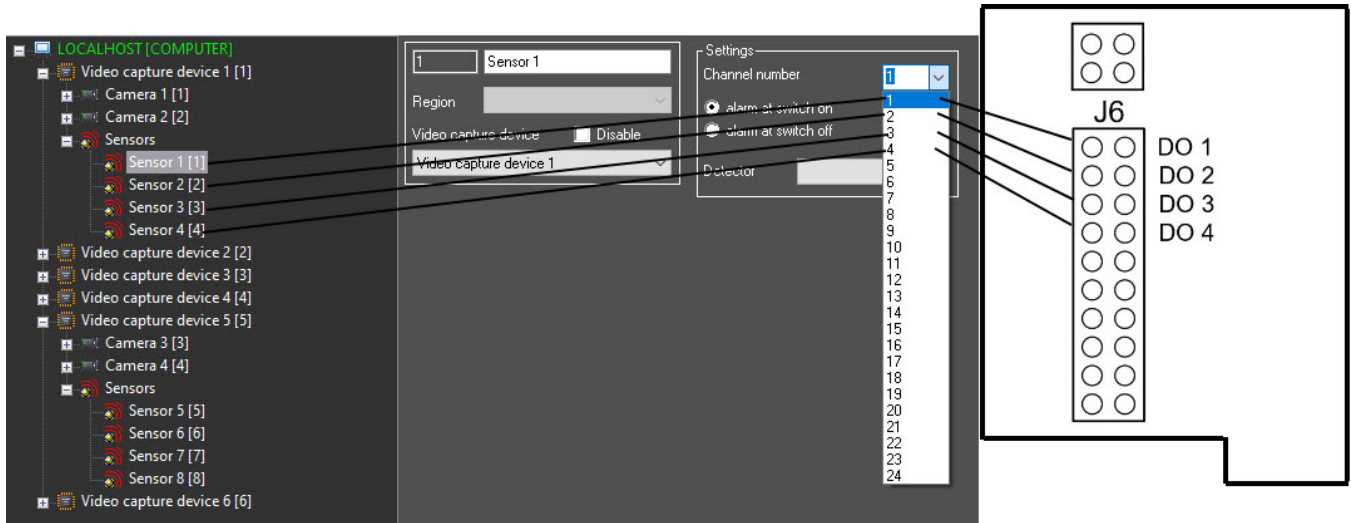 LOCALHOST [COMPUTER]
Video capture device 1 [1]
Camera 1 [1]
Camera 2 [2]
Sensors
Sensor 1 [1]
Sensor 2 [2]
Sensor 3 [3]
Sensor 4 [4]
Video capture device 2 [2]
Video capture device 3 [3]
Video capture device 4 [4]
Video capture device 5 [5]
Camera 3 [3]
Camera 4 [4]
Sensors
Sensor 5 [5]
Sensor 6 [6]
Sensor 7 [7]
Sensor 8 [8]
Video capture device 6 [6]
1 Sensor 1
Region
Video capture device Disable
Video capture device 1
Settings
Channel number 1
alarm at switch on
alarm at switch off
Detector
1
2
3
4
5
6
7
8
9
10
11
12
13
14
15
16
17
18
19
20
21
22
23
24
J6
DO 1
DO 2
DO 3
DO 4